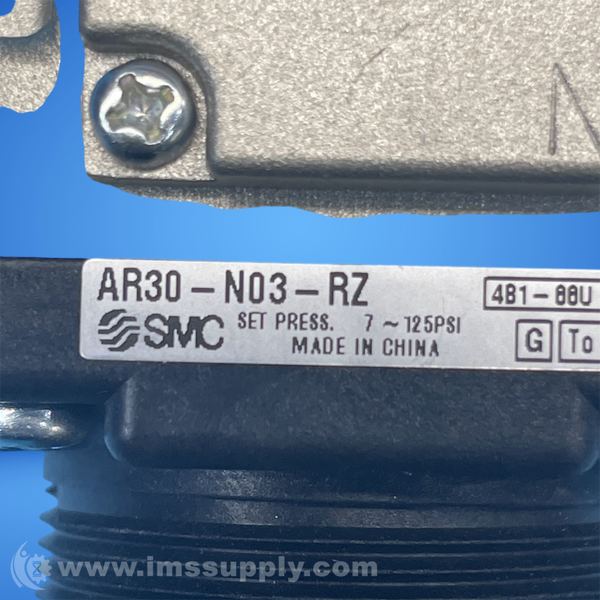 AR30-N03-RZ
4B1-88U
SMC SET PRESS. 7~125PSI
MADE IN CHINA
G To
www.imssupply.com